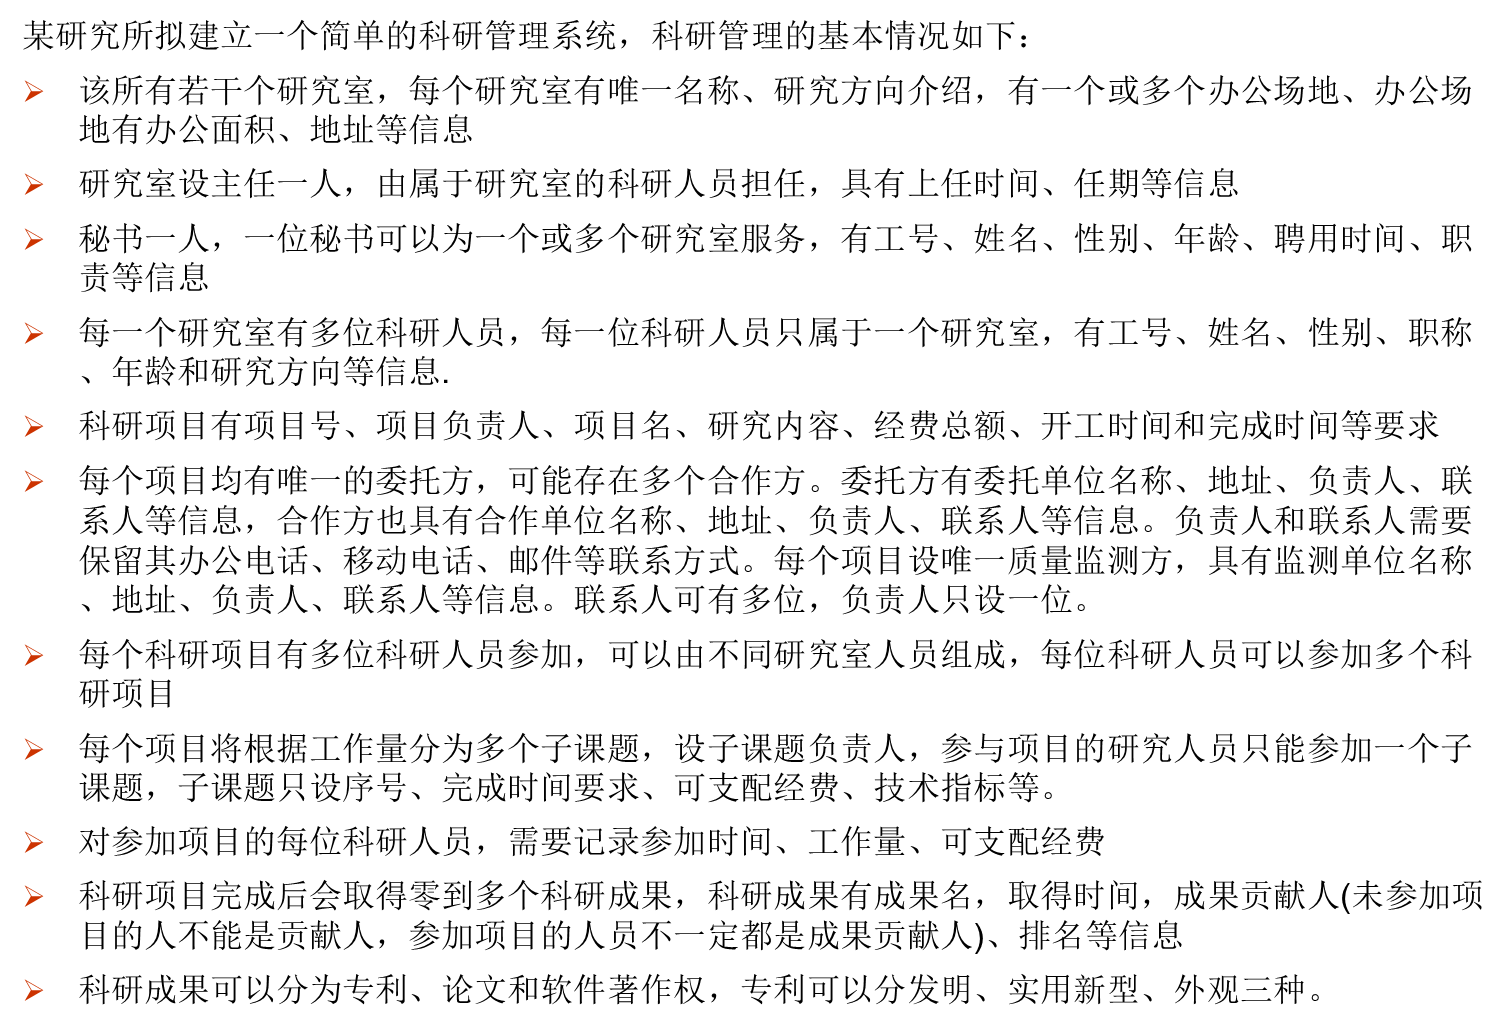 某研究所拟建立一个简单的科研管理系统，科研管理的基本情况如下：
➢ 该所有若干个研究室，每个研究室有唯一名称、研究方向介绍，有一个或多个办公场地、办公场
地有办公面积、地址等信息
➢ 研究室设主任一人，由属于研究室的科研人员担任，具有上任时间、任期等信息
➢ 秘书一人，一位秘书可以为一个或多个研究室服务，有工号、姓名、性别、年龄、聘用时间、职
责等信息
➢ 每一个研究室有多位科研人员，每一位科研人员只属于一个研究室，有工号、姓名、性别、职称
、年龄和研究方向等信息.
➢ 科研项目有项目号、项目负责人、项目名、研究内容、经费总额、开工时间和完成时间等要求
➢ 每个项目均有唯一的委托方，可能存在多个合作方。委托方有委托单位名称、地址、负责人、联
系人等信息，合作方也具有合作单位名称、地址、负责人、联系人等信息。负责人和联系人需要
保留其办公电话、移动电话、邮件等联系方式。每个项目设唯一质量监测方，具有监测单位名称
、地址、负责人、联系人等信息。联系人可有多位，负责人只设一位。
➢ 每个科研项目有多位科研人员参加，可以由不同研究室人员组成，每位科研人员可以参加多个科
研项目
➢ 每个项目将根据工作量分为多个子课题，设子课题负责人，参与项目的研究人员只能参加一个子
课题，子课题只设序号、完成时间要求、可支配经费、技术指标等。
➢ 对参加项目的每位科研人员，需要记录参加时间、工作量、可支配经费
➢ 科研项目完成后会取得零到多个科研成果，科研成果有成果名，取得时间，成果贡献人(未参加项
目的人不能是贡献人，参加项目的人员不一定都是成果贡献人)、排名等信息
➢ 科研成果可以分为专利、论文和软件著作权，专利可以分发明、实用新型、外观三种。